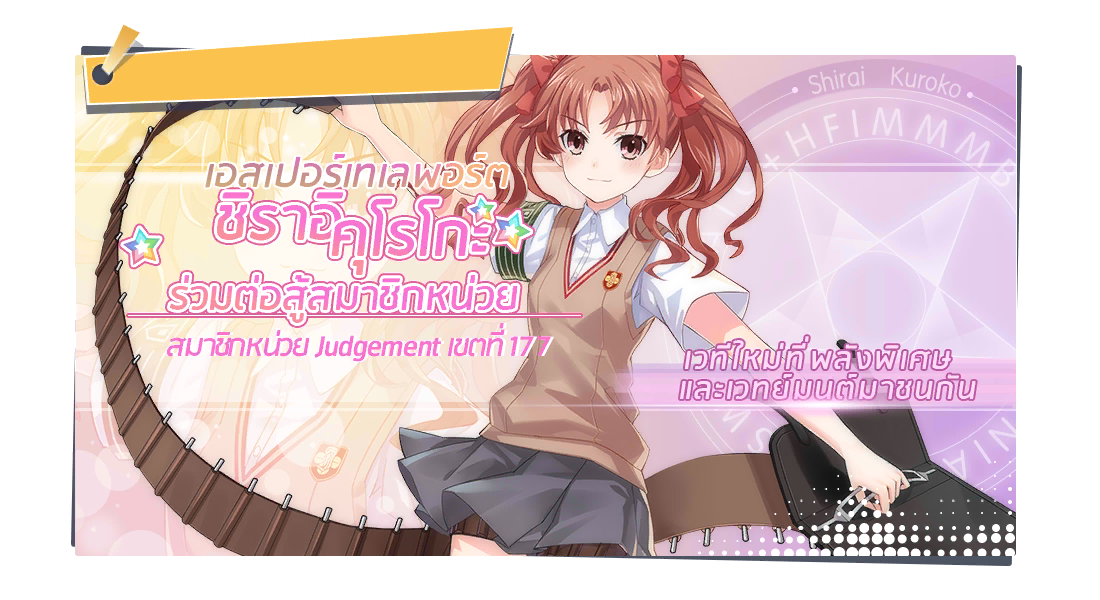 Shirai Kuroko
HFIMMMB
เอสเปอร์เทเลพอร์ต
ชิราอิ คุโรโกะ
ร่วมต่อสู้สมาชิกหน่วย
สมาชิกหน่วย Judgement เขตที่ 177
เวทีใหม่ที่ พลังพิเศษ
และเวทย์มนต์มาชนกัน